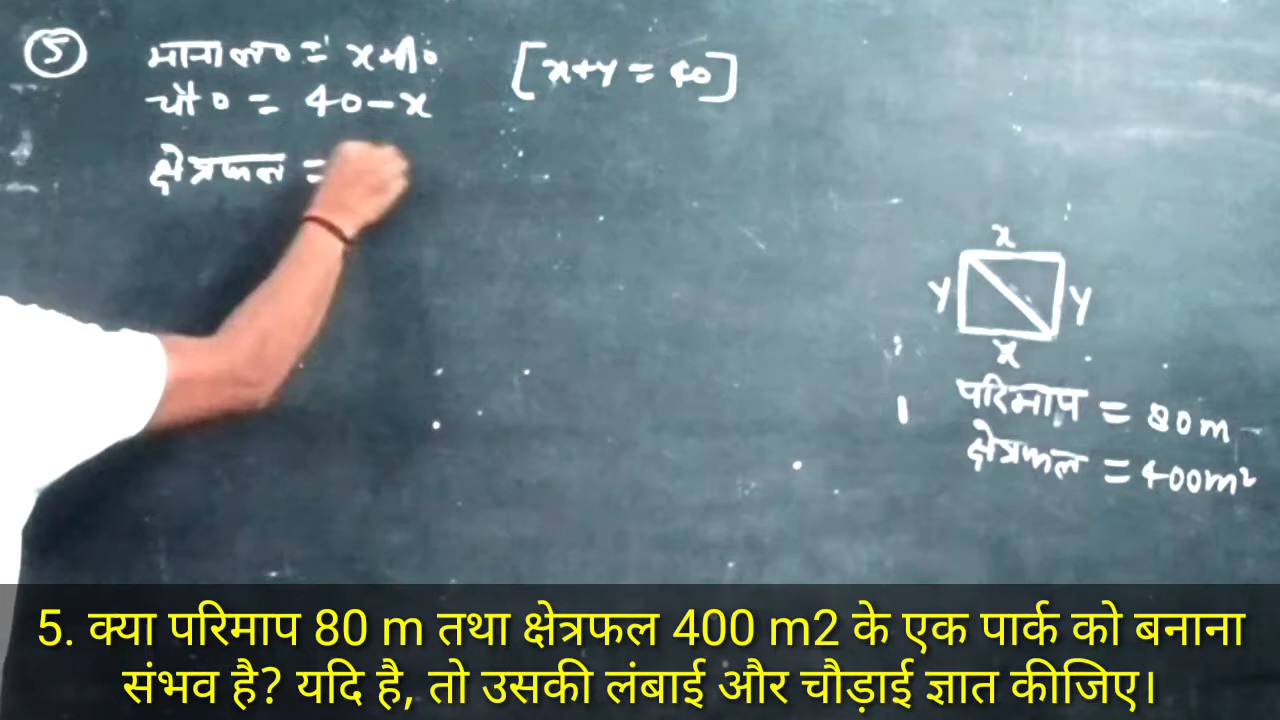 5 माना ल० = x मी० [x+y = 40]
चौ० = 40-x
क्षेत्रफल =
x
y y
x
परिमाप = 80m
क्षेत्रफल = 400m²
5. क्या परिमाप 80 m तथा क्षेत्रफल 400 m2 के एक पार्क को बनाना
संभव है? यदि है, तो उसकी लंबाई और चौड़ाई ज्ञात कीजिए।